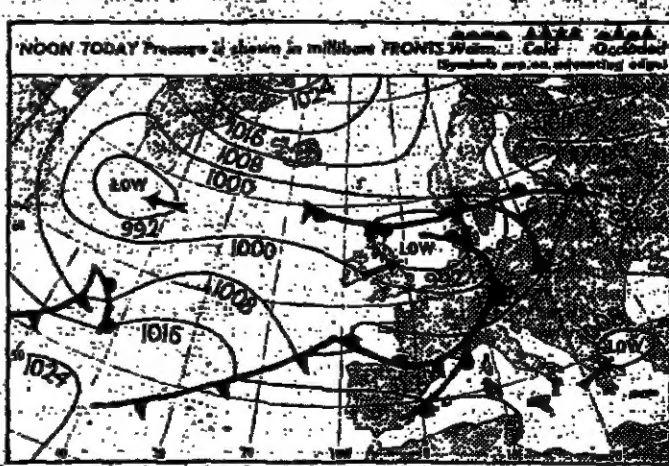 NOON TODAY Pressure is shown in millibars FRONTS Warm Cold Occluded
(Symbols are on advancing edge)
1024
1016
1008
1000
LOW
992
1000
LOW
1008
1016
1024
LOW